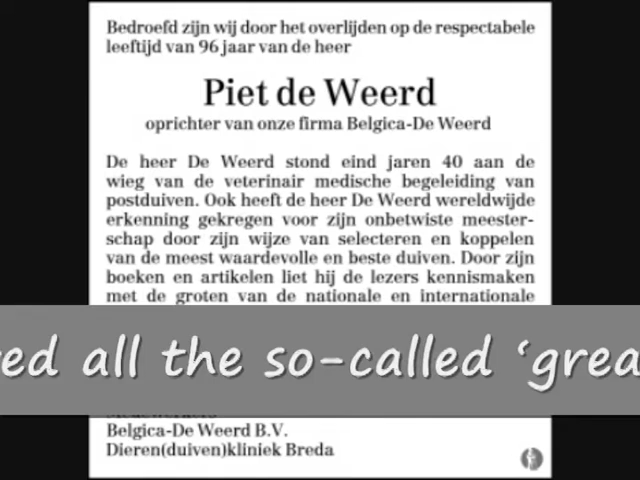 Bedroefd zijn wij door het overlijden op de respectabele
leeftijd van 96 jaar van de heer
Piet de Weerd
oprichter van onze firma Belgica-De Weerd
De heer De Weerd stond eind jaren 40 aan de
wieg van de veterinair medische begeleiding van
postduiven. Ook heeft de heer De Weerd wereldwijde
erkenning gekregen voor zijn onbetwiste meester-
schap door zijn wijze van selecteren en koppelen
van de meest waardevolle en beste duiven. Door zijn
boeken en artikelen liet hij de lezers kennismaken
met de groten van de nationale en internationale
ed all the so-called ‘grea
Belgica-De Weerd B.V.
Dieren(duiven)kliniek Breda